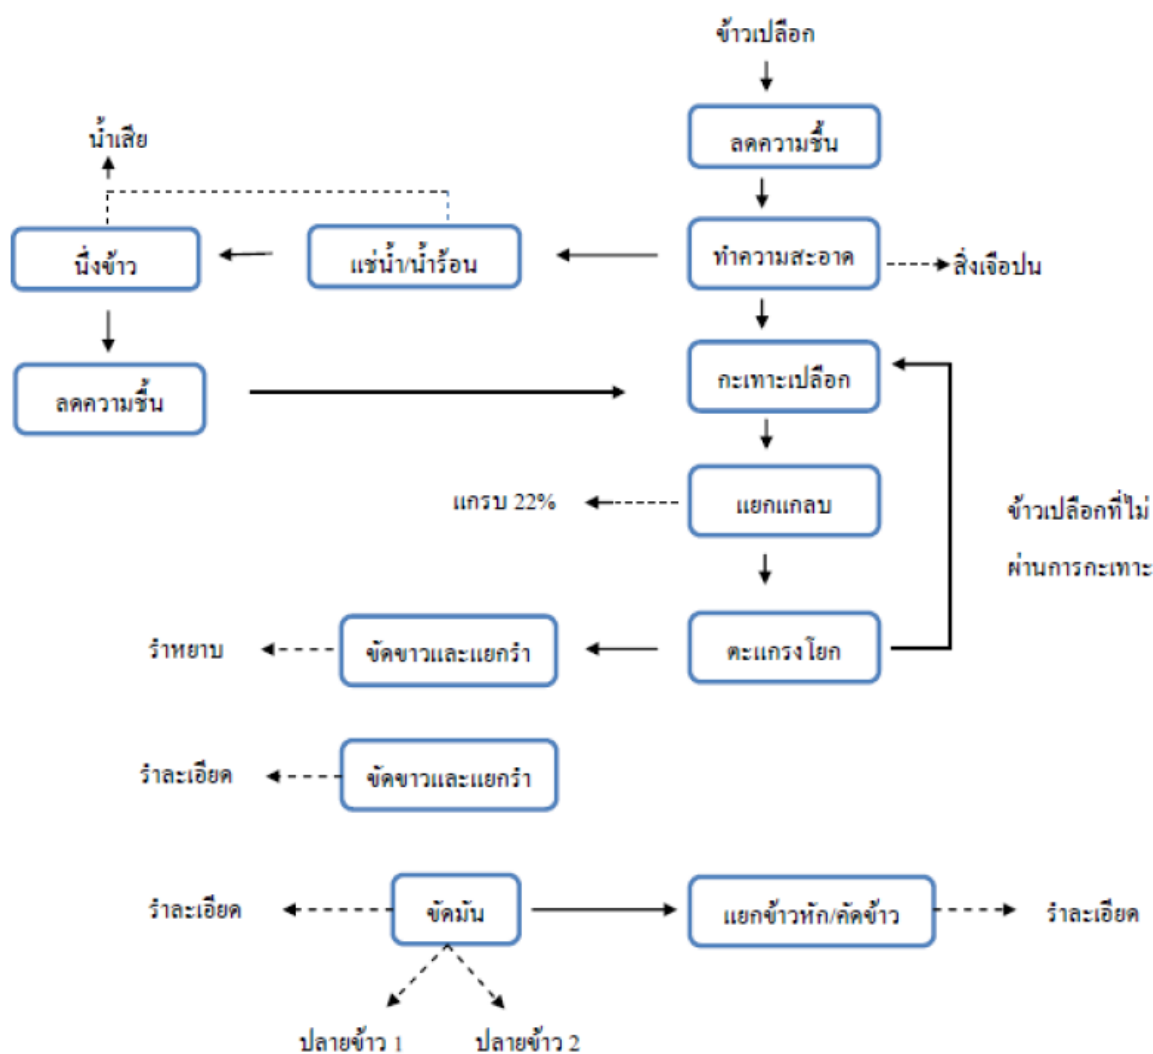 ข้าวเปลือก
ลดความชื้น
น้ำเสีย
นึ่งข้าว
แช่น้ำ/น้ำร้อน
ทำความสะอาด
สิ่งเจือปน
ลดความชื้น
กะเทาะเปลือก
แกรบ 22%
แยกแกลบ
ข้าวเปลือกที่ไม่
ผ่านการกะเทาะ
รำหยาบ
ขัดขาวและแยกรำ
ตะแกรงโยก
รำละเอียด
ขัดขาวและแยกรำ
รำละเอียด
ขัดมัน
แยกข้าวหัก/คัดข้าว
รำละเอียด
ปลายข้าว 1
ปลายข้าว 2